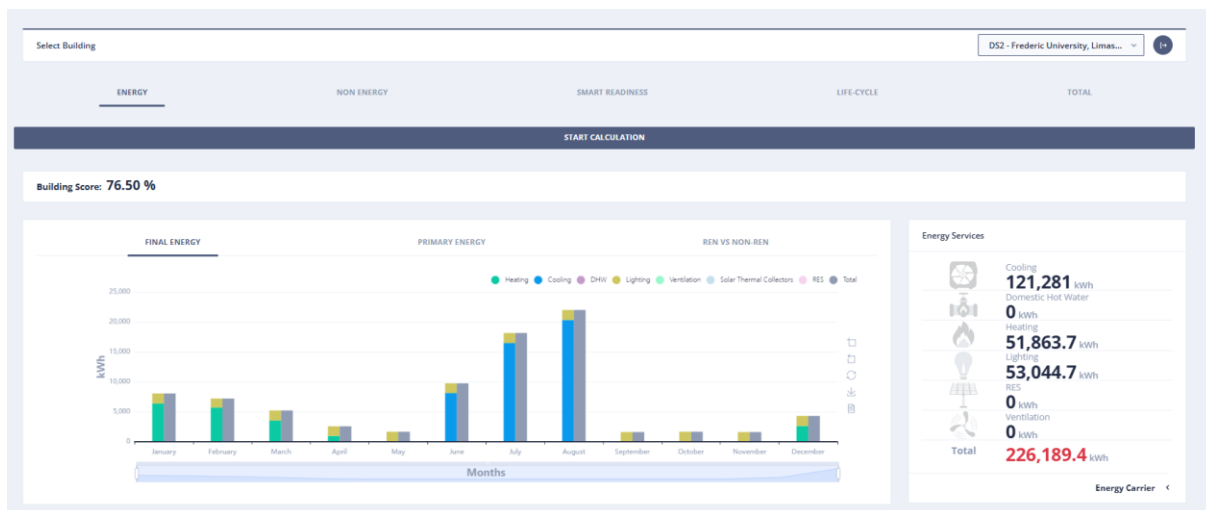 Select Building
DS2 - Frederic University, Limas...
ENERGY NON ENERGY SMART READINESS LIFE-CYCLE TOTAL
START CALCULATION
Building Score: 76.50 %
FINAL ENERGY PRIMARY ENERGY REN VS NON-REN
Heating Cooling DHW Lighting Ventilation Solar Thermal Collectors RES Total
25,000
20,000
15,000
10,000
5,000
0
kWh
January February March April May June July August September October November December
Months
Energy Services
Cooling
121,281 kWh
Domestic Hot Water
0 kWh
Heating
51,863.7 kWh
Lighting
53,044.7 kWh
RES
0 kWh
Ventilation
0 kWh
Total 226,189.4 kWh
Energy Carrier